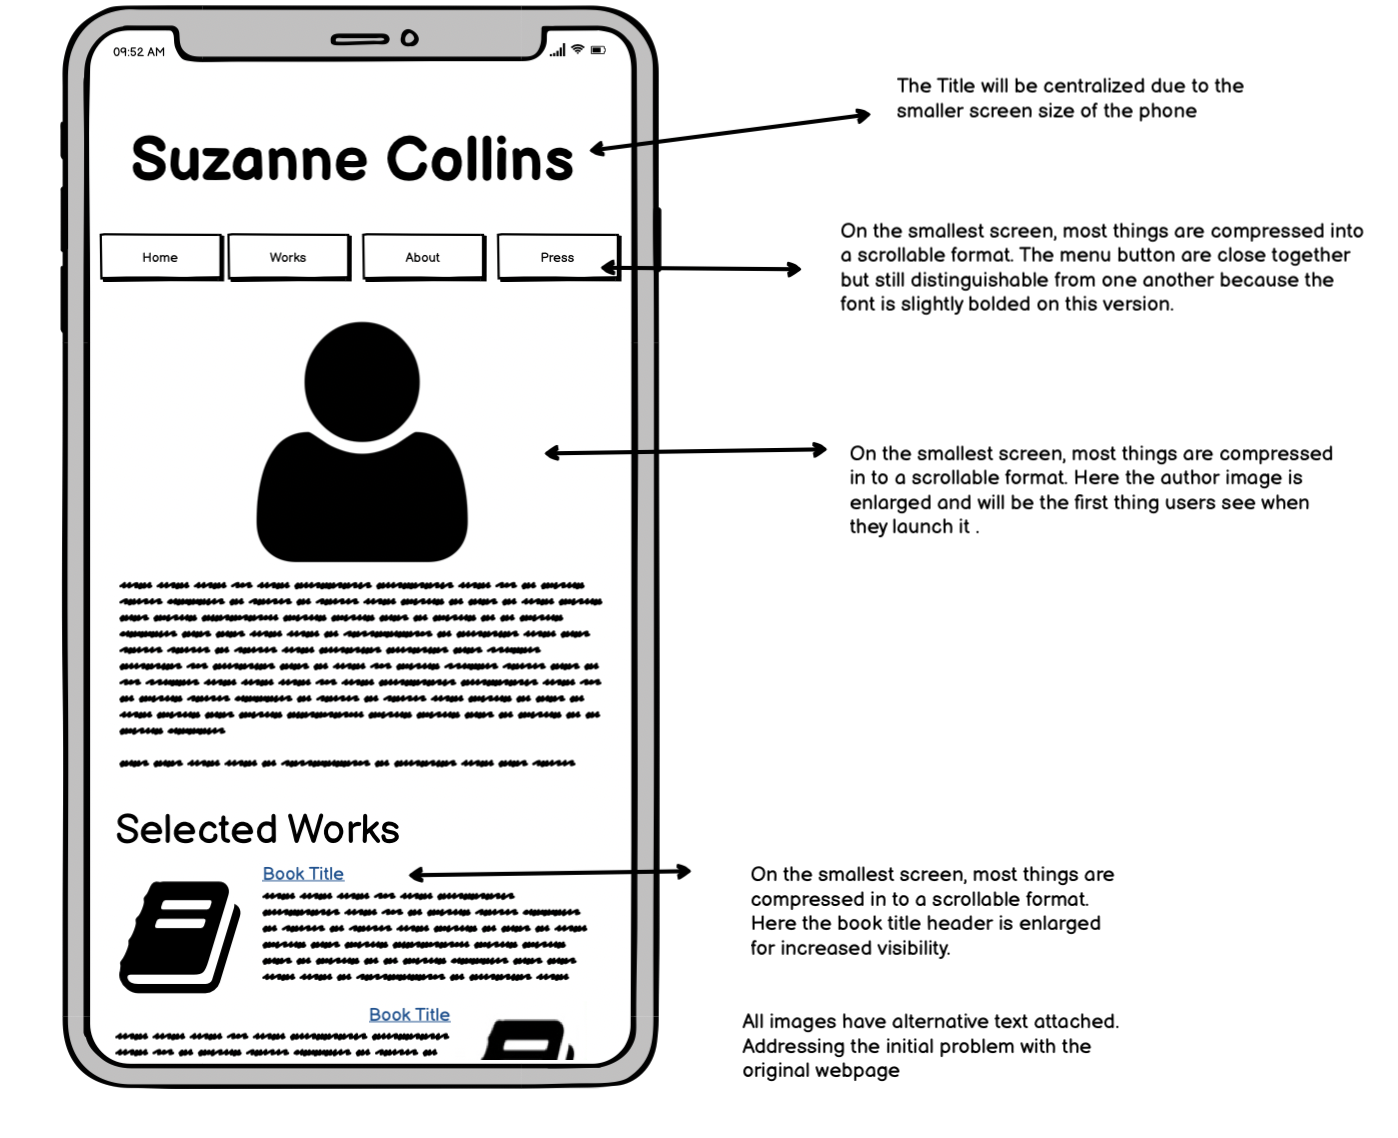 09:52 AM
Suzanne Collins
Home
Works
About
Press
Selected Works
Book Title
Book Title
The Title will be centralized due to the
smaller screen size of the phone
On the smallest screen, most things are compressed into
a scrollable format. The menu button are close together
but still distinguishable from one another because the
font is slightly bolded on this version.
On the smallest screen, most things are compressed
in to a scrollable format. Here the author image is
enlarged and will be the first thing users see when
they launch it .
On the smallest screen, most things are
compressed in to a scrollable format.
Here the book title header is enlarged
for increased visibility.
All images have alternative text attached.
Addressing the initial problem with the
original webpage